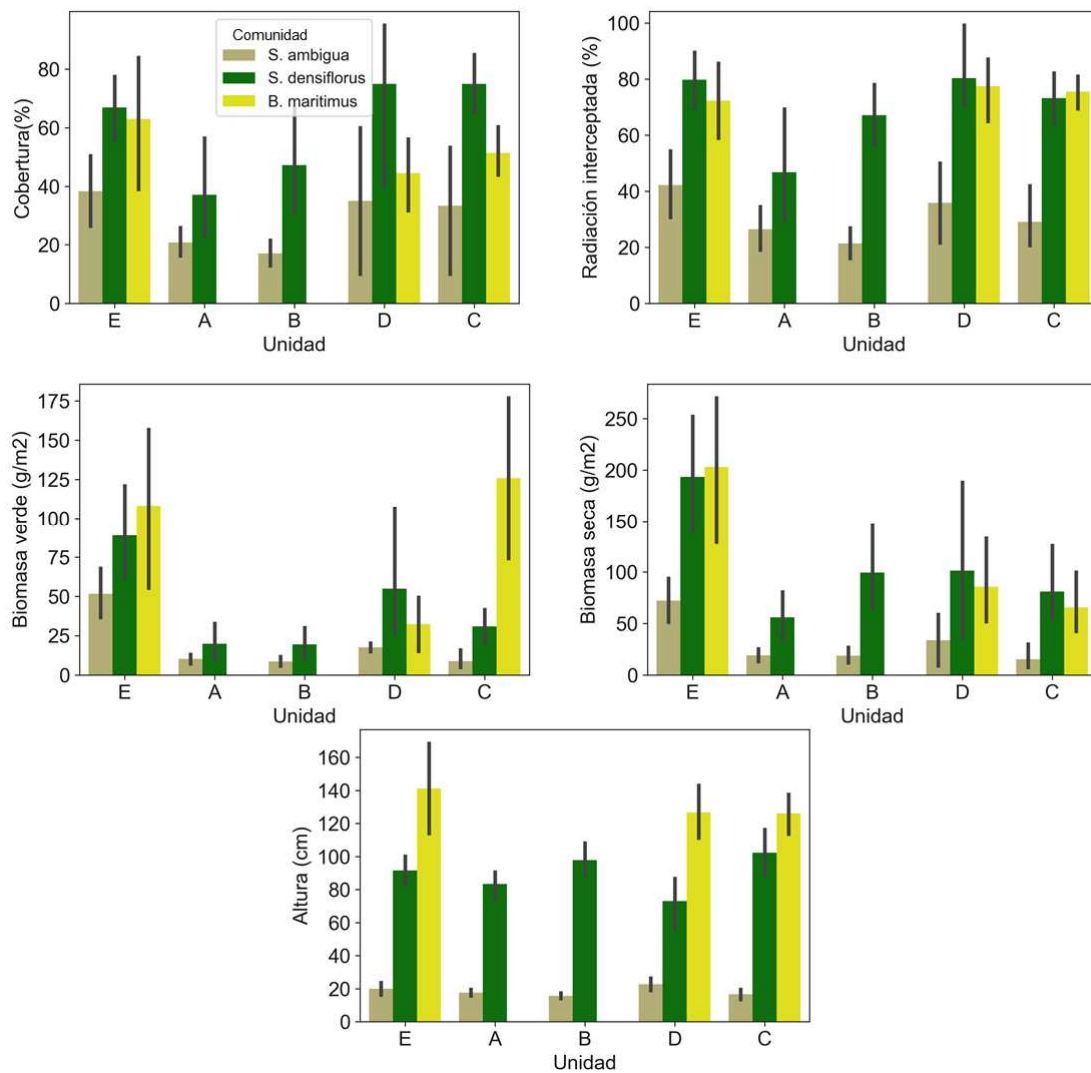 Cobertura(%)
80
60
40
20
0
Comunidad
S. ambigua
S. densiflorus
B. maritimus
E A B D C
Unidad
Radiación interceptada (%)
100
80
60
40
20
0
E A B D C
Unidad
Biomasa verde (g/m2)
175
150
125
100
75
50
25
0
E A B D C
Unidad
Biomasa seca (g/m2)
250
200
150
100
50
0
E A B D C
Unidad
Altura (cm)
160
140
120
100
80
60
40
20
0
E A B D C
Unidad